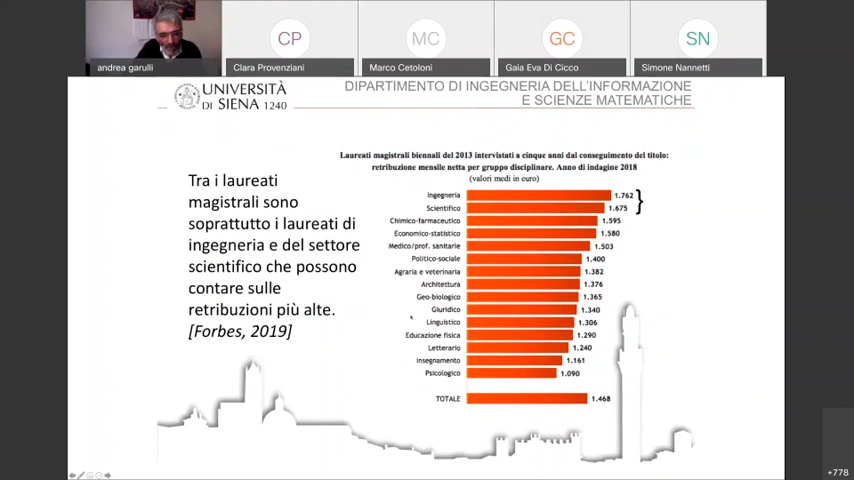 CP
MC
GC
SN
andrea garulli
Clara Provenziani
Marco Cetoloni
Gaia Eva Di Cicco
Simone Nannetti
UNIVERSITÀ
DI SIENA 1240
DIPARTIMENTO DI INGEGNERIA DELL'INFORMAZIONE
E SCIENZE MATEMATICHE
Tra i laureati
magistrali sono
soprattutto i laureati di
ingegneria e del settore
scientifico che possono
contare sulle
retribuzioni più alte.
[Forbes, 2019]
Laureati magistrali biennali del 2013 intervistati a cinque anni dal conseguimento del titolo:
retribuzione mensile netta per gruppo disciplinare. Anno di indagine 2018
(valori medi in euro)
Ingegneria 1.762
Scientifico 1.675
Chimico-farmaceutico 1.595
Economico-statistico 1.580
Medico/prof. sanitarie 1.503
Politico-sociale 1.400
Agraria e veterinaria 1.382
Architettura 1.376
Geo-biologico 1.365
Giuridico 1.340
Linguistico 1.306
Educazione fisica 1.290
Letterario 1.240
Insegnamento 1.161
Psicologico 1.090
TOTALE 1.468
+778